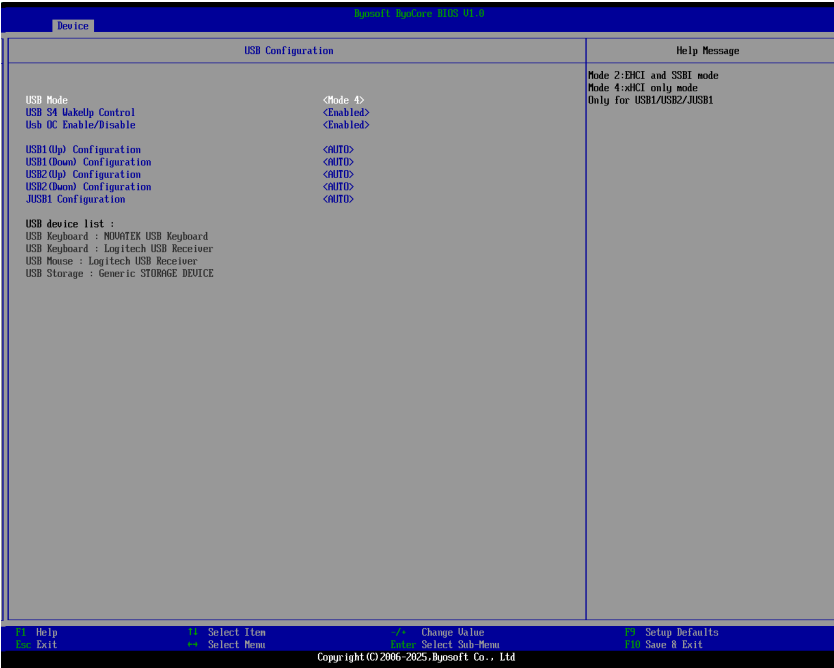 Byosoft ByoCore BIOS V1.0
Device
USB Configuration
Help Message
USB Mode <Mode 4>
USB S4 WakeUp Control <Enabled>
Usb OC Enable/Disable <Enabled>
USB1(Up) Configuration <AUTO>
USB1(Down) Configuration <AUTO>
USB2(Up) Configuration <AUTO>
USB2(Dwon) Configuration <AUTO>
JUSB1 Configuration <AUTO>
USB device list :
USB Keyboard : NOVATEK USB Keyboard
USB Keyboard : Logitech USB Receiver
USB Mouse : Logitech USB Receiver
USB Storage : Generic STORAGE DEVICE
Mode 2:EHCI and SSBI mode
Mode 4:xHCI only mode
Only for USB1/USB2/JUSB1
F1 Help ↑↓ Select Item -/+ Change Value F9 Setup Defaults
Esc Exit ↔ Select Menu Enter Select Sub-Menu F10 Save & Exit
Copyright(C)2006-2025,Byosoft Co., Ltd